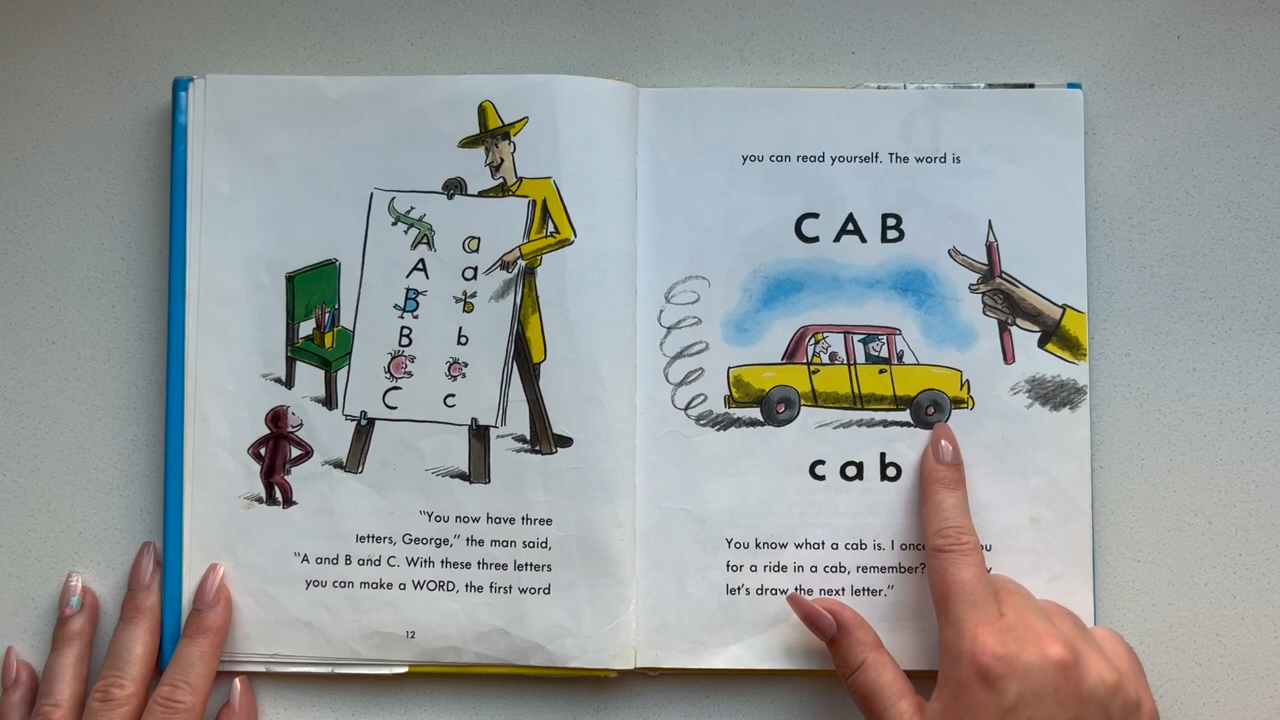 A a
A a
B b
B b
C c
"You now have three
letters, George," the man said,
"A and B and C. With these three letters
you can make a WORD, the first word
12
you can read yourself. The word is
CAB
cab
You know what a cab is. I once
for a ride in a cab, remember?
let's draw the next letter."